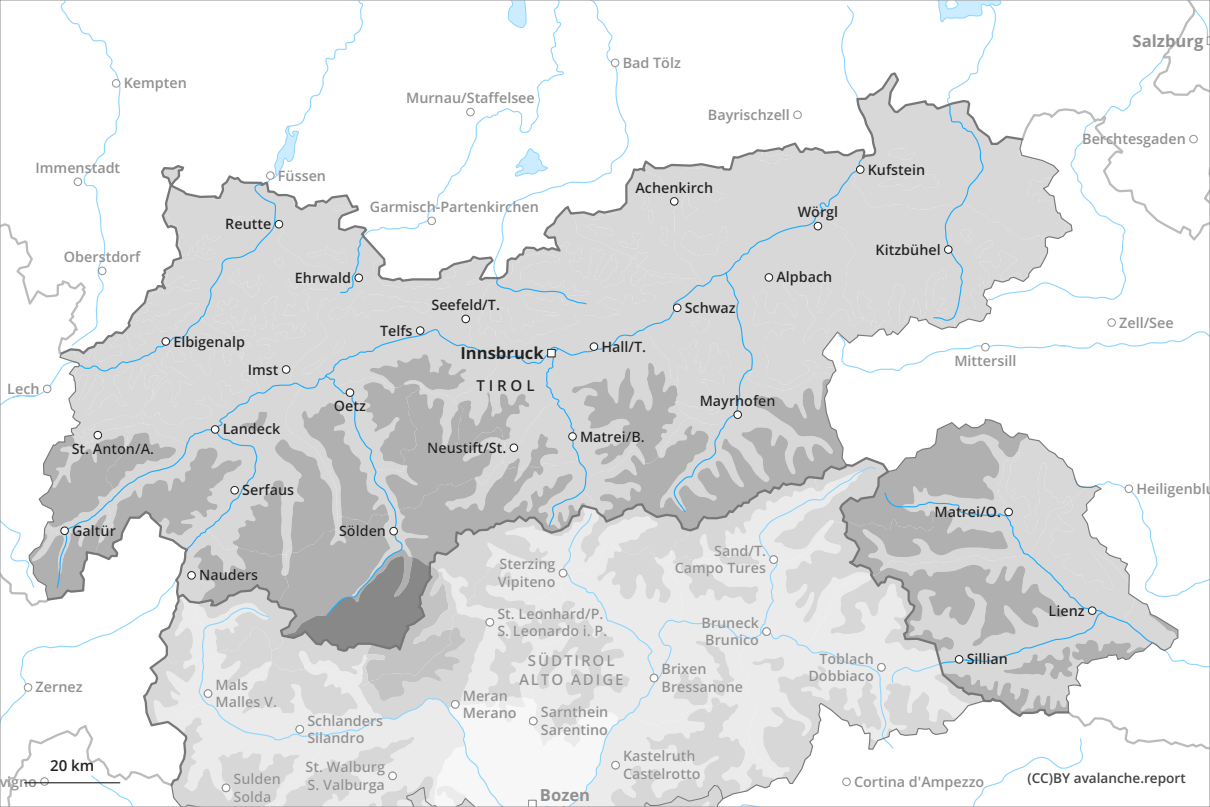 Salzburg
Bad Tölz
Kempten
Murnau/Staffelsee
Bayrischzell
Berchtesgaden
Immenstadt
Füssen
Kufstein
Achenkirch
Garmisch-Partenkirchen
Wörgl
Reutte
Oberstdorf
Kitzbühel
Ehrwald
Alpbach
Seefeld/T.
Schwaz
Telfs
Zell/See
Elbigenalp
Innsbruck
Hall/T.
Mittersill
Imst
TIROL
Lech
Oetz
Mayrhofen
Landeck
Matrei/B.
St. Anton/A.
Neustift/St.
Serfaus
Heiligenblu
Matrei/O.
Galtür
Sölden
Sand/T.
Campo Tures
Sterzing
Vipiteno
Nauders
St. Leonhard/P.
S. Leonardo i. P.
Lienz
Bruneck
Brunico
SÜDTIROL
ALTO ADIGE
Toblach
Dobbiaco
Sillian
Brixen
Bressanone
Zernez
Mals
Malles V.
Meran
Merano
Sarnthein
Sarentino
Schlanders
Silandro
Kastelruth
Castelrotto
St. Walburg
S. Valburga
20 km
vigno
Sulden
Solda
Cortina d'Ampezzo
(CC)BY avalanche.report
Bozen